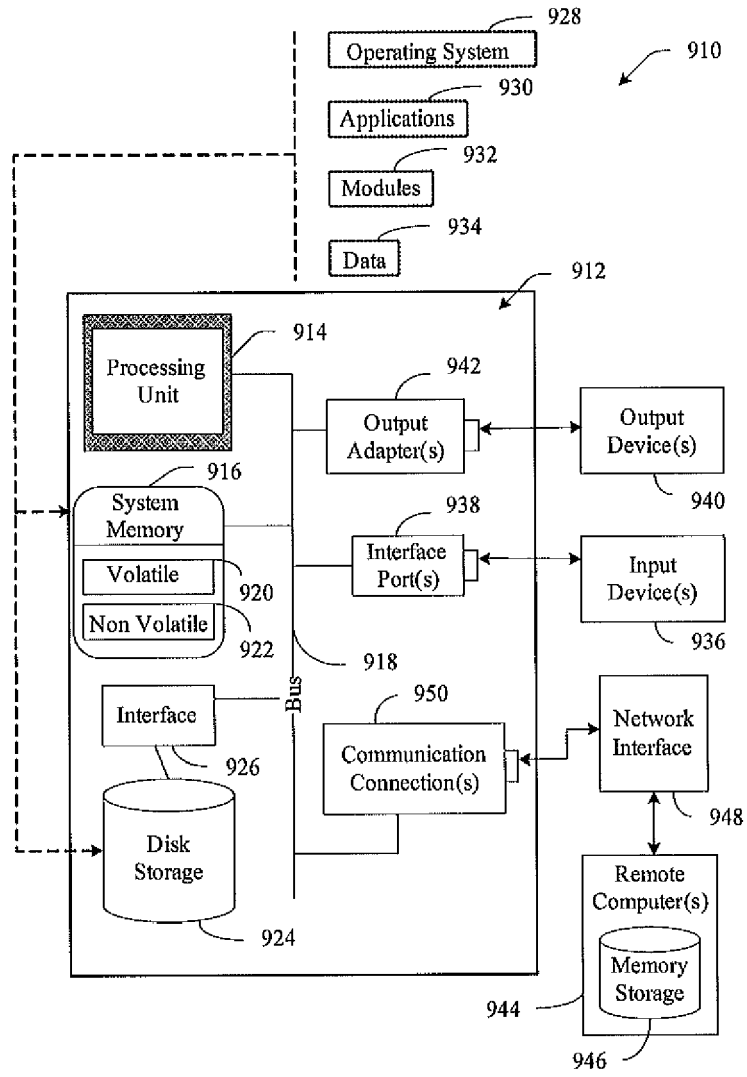 928
Operating System
910
930
Applications
932
Modules
934
Data
912
914
Processing
Unit
942
Output
Adapter(s)
Output
Device(s)
940
916
System
Memory
Volatile
920
Non Volatile
922
938
Interface
Port(s)
Input
Device(s)
936
918
Bus
Interface
926
950
Communication
Connection(s)
Network
Interface
948
Disk
Storage
924
Remote
Computer(s)
Memory
Storage
944
946